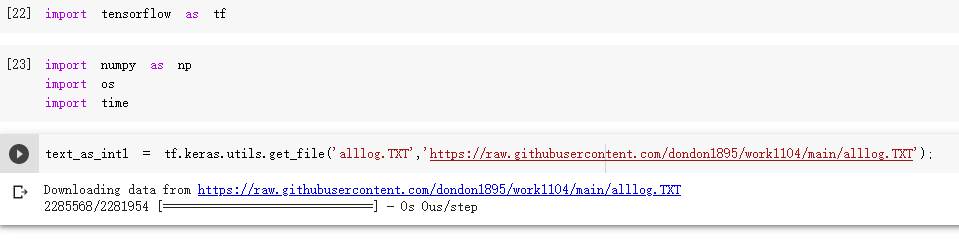 [22] import tensorflow as tf
[23] import numpy as np
import os
import time
text_as_int1 = tf.keras.utils.get_file('alllog.TXT','https://raw.githubusercontent.com/dondon1895/work1104/main/alllog.TXT');
Downloading data from https://raw.githubusercontent.com/dondon1895/work1104/main/alllog.TXT
2285568/2281954 [==============================] - 0s 0us/step